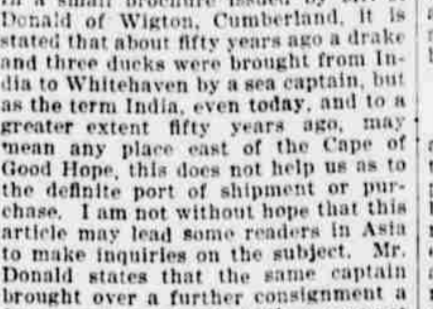 In a small brochure issued by
Donald of Wigton, Cumberland, it is
stated that about fifty years ago a drake
and three ducks were brought from In-
dia to Whitehaven by a sea captain, but
as the term India, even today, and to a
greater extent fifty years ago, may
mean any place east of the Cape of
Good Hope, this does not help us as to
the definite port of shipment or pur-
chase. I am not without hope that this
article may lead some readers in Asia
to make inquiries on the subject. Mr.
Donald states that the same captain
brought over a further consignment a